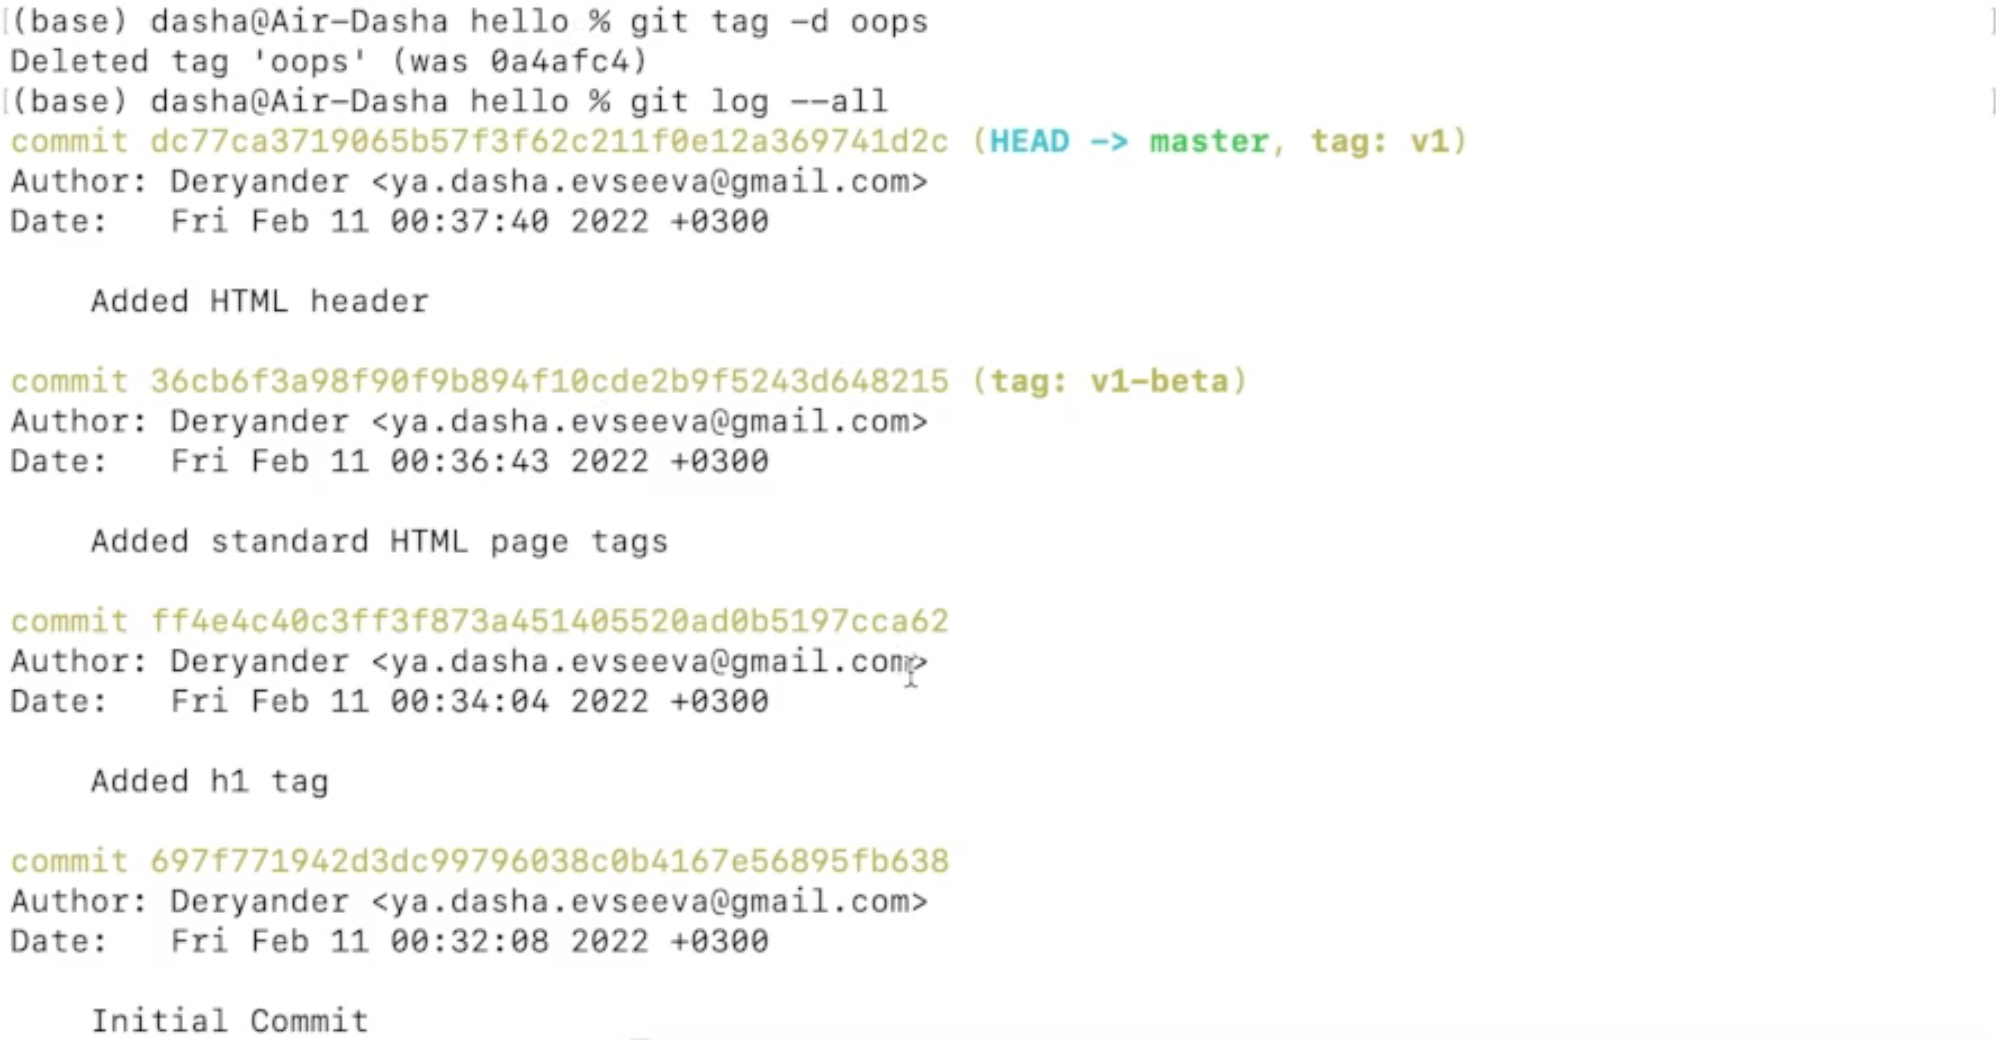 (base) dasha@Air-Dasha hello % git tag -d oops
Deleted tag 'oops' (was 0a4afc4)
(base) dasha@Air-Dasha hello % git log --all
commit dc77ca3719065b57f3f62c211f0e12a369741d2c (HEAD -> master, tag: v1)
Author: Deryander <ya.dasha.evseeva@gmail.com>
Date:   Fri Feb 11 00:37:40 2022 +0300
Added HTML header
commit 36cb6f3a98f90f9b894f10cde2b9f5243d648215 (tag: v1-beta)
Author: Deryander <ya.dasha.evseeva@gmail.com>
Date:   Fri Feb 11 00:36:43 2022 +0300
Added standard HTML page tags
commit ff4e4c40c3ff3f873a451405520ad0b5197cca62
Author: Deryander <ya.dasha.evseeva@gmail.com>
Date:   Fri Feb 11 00:34:04 2022 +0300
Added h1 tag
commit 697f771942d3dc99796038c0b4167e56895fb638
Author: Deryander <ya.dasha.evseeva@gmail.com>
Date:   Fri Feb 11 00:32:08 2022 +0300
Initial Commit